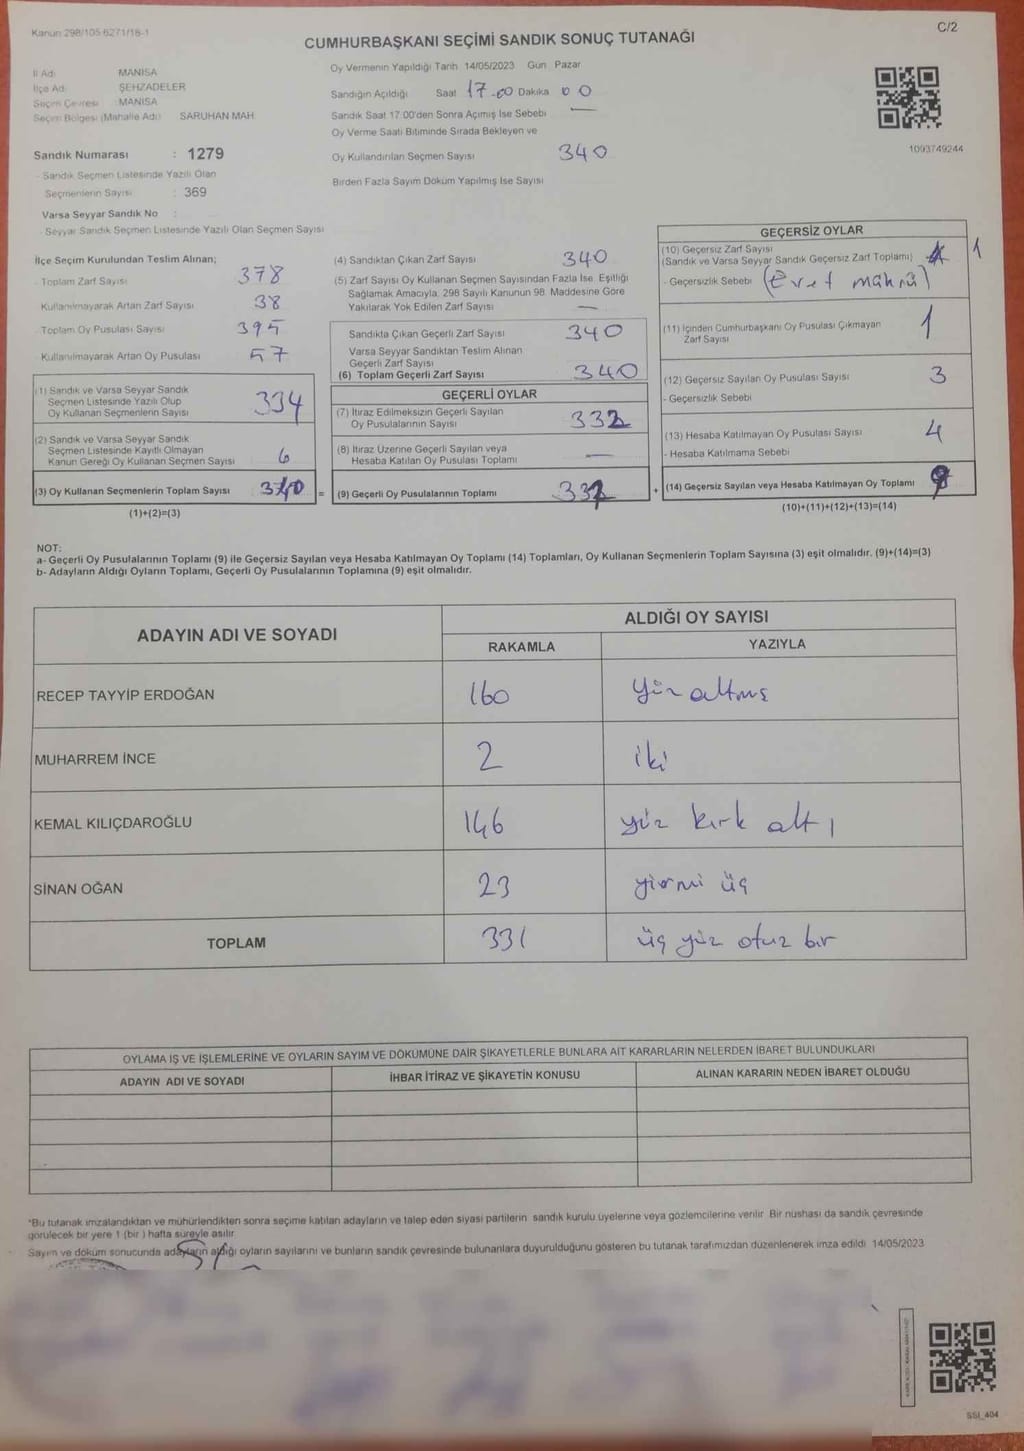 Kanun 298/105 6271/18-1
C/2
CUMHURBAŞKANI SEÇİMİ SANDIK SONUÇ TUTANAĞI
İl Adı MANİSA
İlçe Adı ŞEHZADELER
Seçim Çevresi : MANİSA
Seçim Bölgesi (Mahalle Adı) SARUHAN MAH
Sandık Numarası : 1279
- Sandık Seçmen Listesinde Yazılı Olan
Seçmenlerin Sayısı : 369
Varsa Seyyar Sandık No :
- Seyyar Sandık Seçmen Listesinde Yazılı Olan Seçmen Sayısı
Oy Vermenin Yapıldığı Tarih 14/05/2023 Gün Pazar
Sandığın Açıldığı Saat 17.00 Dakika 00
Sandık Saat 17:00'den Sonra Açımış İse Sebebi —
Oy Verme Saati Bitiminde Sırada Bekleyen ve
Oy Kullandırılan Seçmen Sayısı 340
Birden Fazla Sayım Döküm Yapılmış İse Sayısı
1093749244
İlçe Seçim Kurulundan Teslim Alınan;
- Toplam Zarf Sayısı 378
Kullanılmayarak Artan Zarf Sayısı 38
- Toplam Oy Pusulası Sayısı 395
- Kullanılmayarak Artan Oy Pusulası 57
(1) Sandık ve Varsa Seyyar Sandık
Seçmen Listesinde Yazılı Olup
Oy Kullanan Seçmenlerin Sayısı 334
(2) Sandık ve Varsa Seyyar Sandık
Seçmen Listesinde Kayıtlı Olmayan
Kanun Gereği Oy Kullanan Seçmen Sayısı 6
(3) Oy Kullanan Seçmenlerin Toplam Sayısı 340 =
(1)+(2)=(3)
(4) Sandıktan Çıkan Zarf Sayısı 340
(5) Zarf Sayısı Oy Kullanan Seçmen Sayısından Fazla İse, Eşitliği
Sağlamak Amacıyla, 298 Sayılı Kanunun 98. Maddesine Göre
Yakılarak Yok Edilen Zarf Sayısı —
Sandıkta Çıkan Geçerli Zarf Sayısı 340
Varsa Seyyar Sandıktan Teslim Alınan
Geçerli Zarf Sayısı
(6) Toplam Geçerli Zarf Sayısı 340
GEÇERLİ OYLAR
(7) İtiraz Edilmeksizin Geçerli Sayılan
Oy Pusulalarının Sayısı
(8) İtiraz Üzerine Geçerli Sayılan veya
Hesaba Katılan Oy Pusulası Toplamı —
(9) Geçerli Oy Pusulalarının Toplamı +
GEÇERSİZ OYLAR
(10) Geçersiz Zarf Sayısı
(Sandık ve Varsa Seyyar Sandık Geçersiz Zarf Toplamı) 1
- Geçersizlik Sebebi (Evet mührü)
(11) İçinden Cumhurbaşkanı Oy Pusulası Çıkmayan
Zarf Sayısı 1
(12) Geçersiz Sayılan Oy Pusulası Sayısı 3
- Geçersizlik Sebebi
(13) Hesaba Katılmayan Oy Pusulası Sayısı 4
- Hesaba Katılmama Sebebi
(14) Geçersiz Sayılan veya Hesaba Katılmayan Oy Toplamı
(10)+(11)+(12)+(13)=(14)
NOT:
a- Geçerli Oy Pusulalarının Toplamı (9) ile Geçersiz Sayılan veya Hesaba Katılmayan Oy Toplamı (14) Toplamları, Oy Kullanan Seçmenlerin Toplam Sayısına (3) eşit olmalıdır. (9)+(14)=(3)
b- Adayların Aldığı Oyların Toplamı, Geçerli Oy Pusulalarının Toplamına (9) eşit olmalıdır.
ADAYIN ADI VE SOYADI
ALDIĞI OY SAYISI
RAKAMLA YAZIYLA
RECEP TAYYİP ERDOĞAN 160 yüz altmış
MUHARREM İNCE 2 iki
KEMAL KILIÇDAROĞLU 146 yüz kırk altı
SİNAN OĞAN 23 yirmi üç
TOPLAM 331 üç yüz otuz bir
OYLAMA İŞ VE İŞLEMLERİNE VE OYLARIN SAYIM VE DÖKÜMÜNE DAİR ŞİKAYETLERLE BUNLARA AİT KARARLARIN NELERDEN İBARET BULUNDUKLARI
ADAYIN ADI VE SOYADI İHBAR İTİRAZ VE ŞİKAYETİN KONUSU ALINAN KARARIN NEDEN İBARET OLDUĞU
*Bu tutanak imzalandıktan ve mühürlendikten sonra seçime katılan adayların ve talep eden siyasi partilerin sandık kurulu üyelerine veya gözlemcilerine verilir. Bir nüshası da sandık çevresinde
görülecek bir yere 1 (bir) hafta süreyle asılır
Sayım ve döküm sonucunda adayların aldığı oyların sayılarını ve bunların sandık çevresinde bulunanlara duyurulduğunu gösteren bu tutanak tarafımızdan düzenlenerek imza edildi 14/05/2023
SSI_404